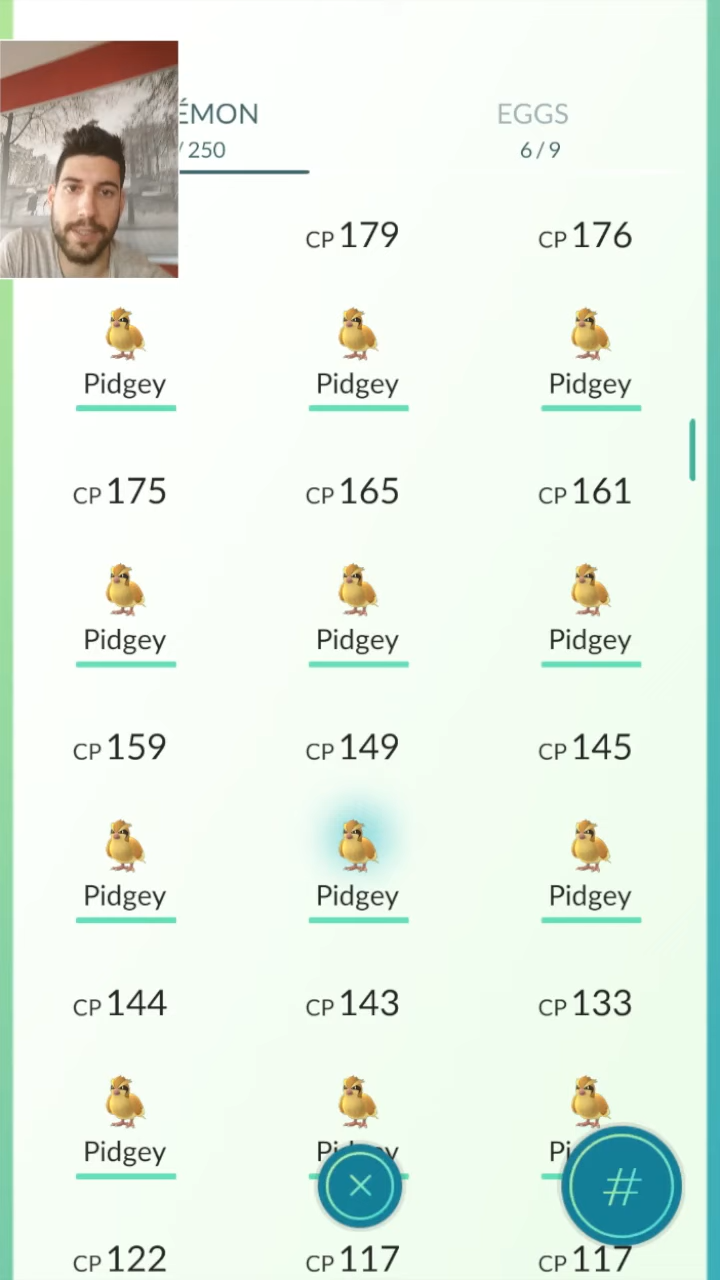 ÉMON
EGGS
/ 250
6 / 9
CP 179
CP 176
Pidgey
Pidgey
Pidgey
CP 175
CP 165
CP 161
Pidgey
Pidgey
Pidgey
CP 159
CP 149
CP 145
Pidgey
Pidgey
Pidgey
CP 144
CP 143
CP 133
Pidgey
CP 122
CP 117
CP 117
#